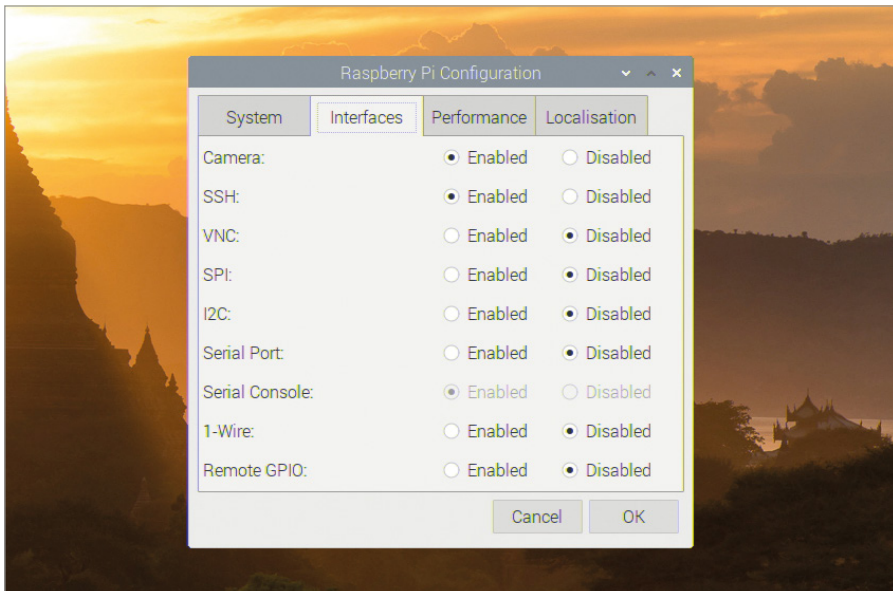 Raspberry Pi Configuration
System Interfaces Performance Localisation
Camera: Enabled Disabled
SSH: Enabled Disabled
VNC: Enabled Disabled
SPI: Enabled Disabled
I2C: Enabled Disabled
Serial Port: Enabled Disabled
Serial Console: Enabled Disabled
1-Wire: Enabled Disabled
Remote GPIO: Enabled Disabled
Cancel OK